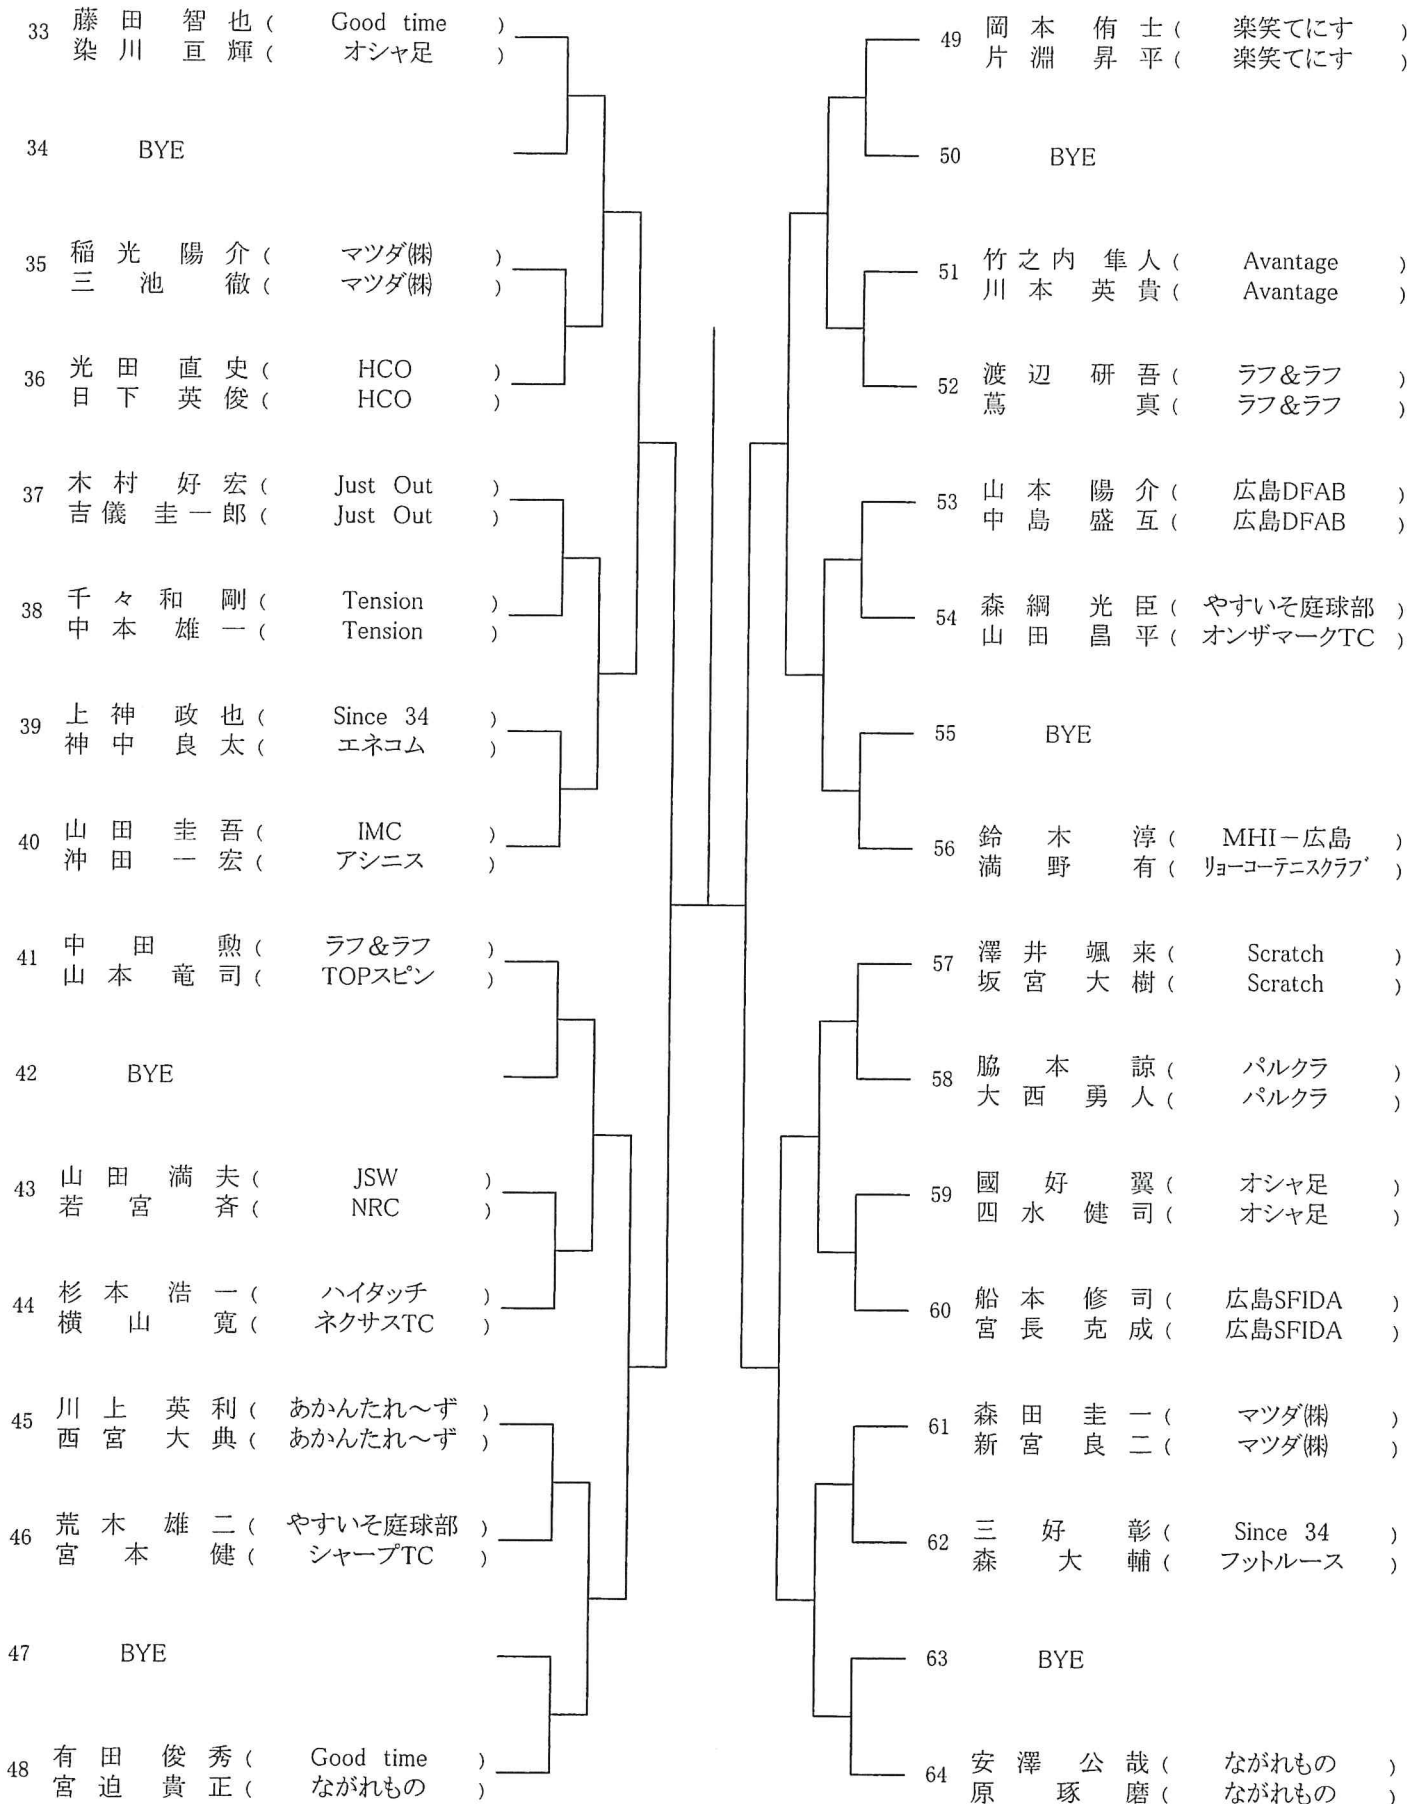 33 藤田 智也 ( Good time )
染川 亘輝 ( オシャ足 )
34 BYE
35 稲光 陽介 ( マツダ㈱ )
三池 徹 ( マツダ㈱ )
36 光田 直史 ( HCO )
日下 英俊 ( HCO )
37 木村 好宏 ( Just Out )
吉儀 圭一郎 ( Just Out )
38 千々和 剛 ( Tension )
中本 雄一 ( Tension )
39 上神 政也 ( Since 34 )
神中 良太 ( エネコム )
40 山田 圭吾 ( IMC )
沖田 一宏 ( アシニス )
41 中田 勲 ( ラフ&ラフ )
山本 竜司 ( TOPスピン )
42 BYE
43 山田 満夫 ( JSW )
若宮 斉 ( NRC )
44 杉本 浩一 ( ハイタッチ )
横山 寛 ( ネクサスTC )
45 川上 英利 ( あかんたれ～ず )
西宮 大典 ( あかんたれ～ず )
46 荒木 雄二 ( やすいそ庭球部 )
宮本 健 ( シャープTC )
47 BYE
48 有田 俊秀 ( Good time )
宮迫 貴正 ( ながれもの )
49 岡本 侑士 ( 楽笑てにす )
片淵 昇平 ( 楽笑てにす )
50 BYE
51 竹之内 隼人 ( Avantage )
川本 英貴 ( Avantage )
52 渡辺 研吾 ( ラフ&ラフ )
蔦 真 ( ラフ&ラフ )
53 山本 陽介 ( 広島DFAB )
中島 盛互 ( 広島DFAB )
54 森綱 光臣 ( やすいそ庭球部 )
山田 昌平 ( オンザマークTC )
55 BYE
56 鈴木 淳 ( MHI－広島 )
満野 有 ( ﾘｮｰｺｰテニスクラブ )
57 澤井 颯来 ( Scratch )
坂宮 大樹 ( Scratch )
58 脇本 諒 ( パルクラ )
大西 勇人 ( パルクラ )
59 國好 翼 ( オシャ足 )
四水 健司 ( オシャ足 )
60 船本 修司 ( 広島SFIDA )
宮長 克成 ( 広島SFIDA )
61 森田 圭一 ( マツダ㈱ )
新宮 良二 ( マツダ㈱ )
62 三好 彰 ( Since 34 )
森 大輔 ( フットルース )
63 BYE
64 安澤 公哉 ( ながれもの )
原 琢磨 ( ながれもの )